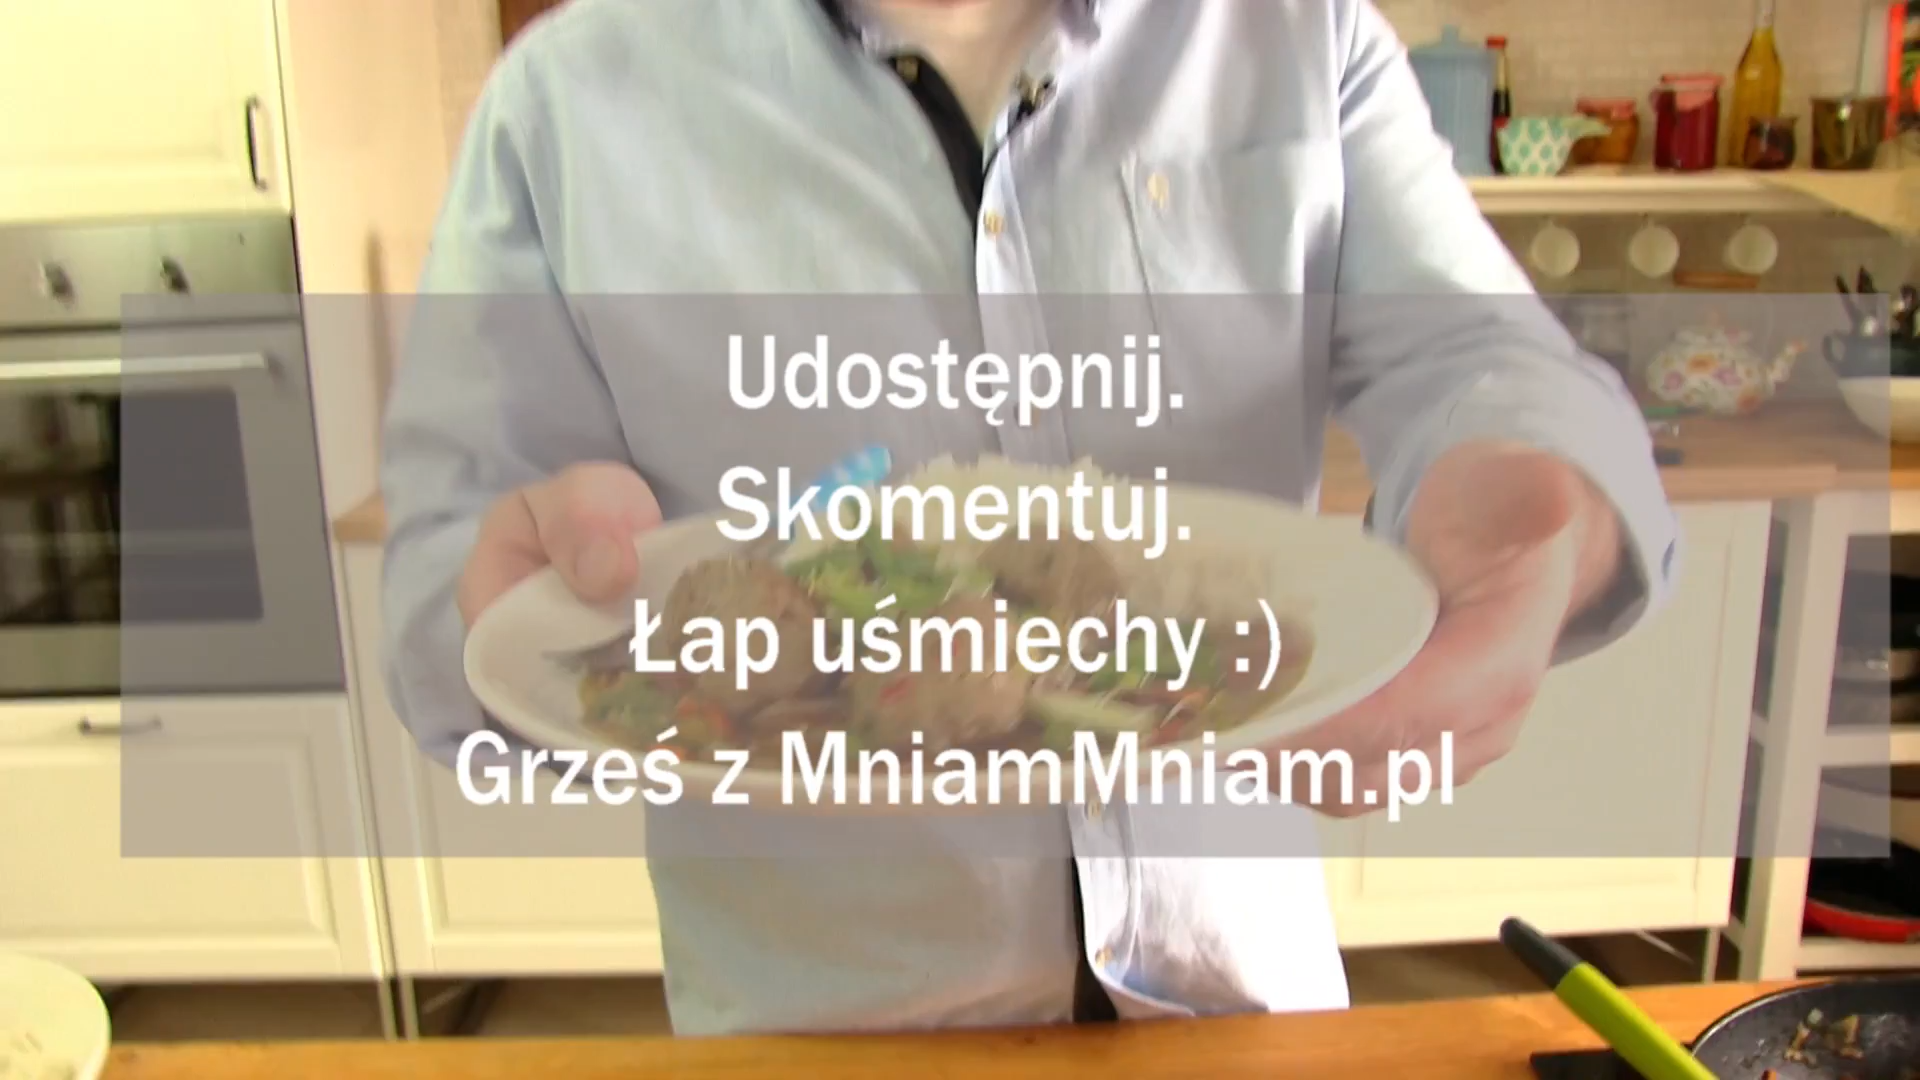 Udostępnij.
Skomentuj.
Łap uśmiechy :)
Grześ z MniamMniam.pl